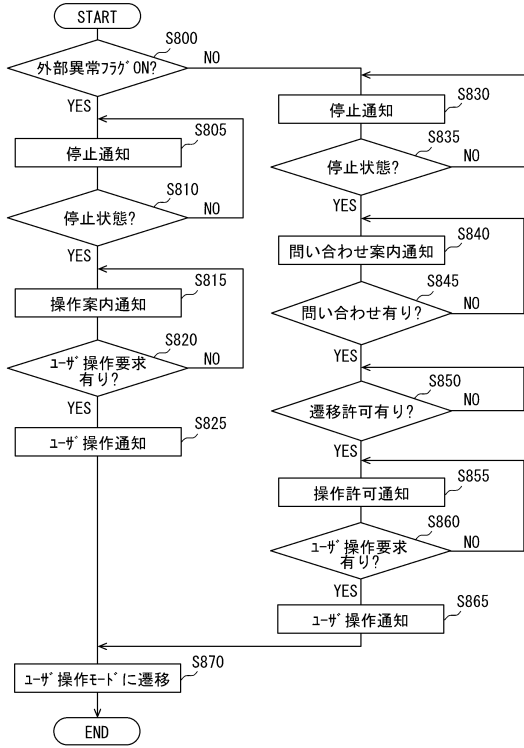 START
S800
外部異常ﾌﾗｸﾞON?
NO
YES
S805
停止通知
S810
停止状態?
NO
YES
S815
操作案内通知
S820
ﾕｰｻﾞ操作要求
有り?
NO
YES
S825
ﾕｰｻﾞ操作通知
S830
停止通知
S835
停止状態?
NO
YES
S840
問い合わせ案内通知
S845
問い合わせ有り?
NO
YES
S850
遷移許可有り?
NO
YES
S855
操作許可通知
S860
ﾕｰｻﾞ操作要求
有り?
NO
YES
S865
ﾕｰｻﾞ操作通知
S870
ﾕｰｻﾞ操作ﾓｰﾄﾞに遷移
END